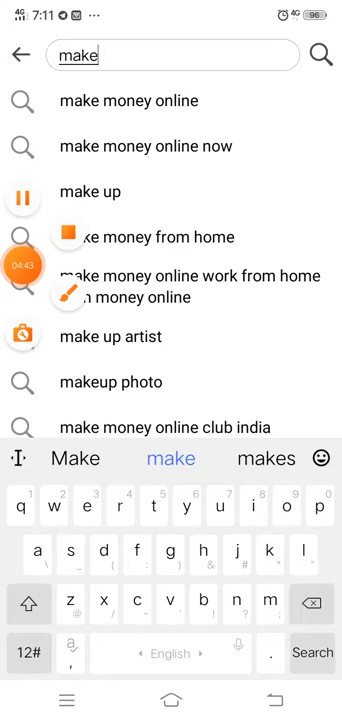 4G 7:11 ... 4G 96
make
make money online
make money online now
make up
ke money from home
make money online work from home
n money online
make up artist
makeup photo
make money online club india
04:43
Make make makes
q w e r t y u i o p
1 2 3 4 5 6 7 8 9 0
a s d f g h j k l
\ _ ( : ) & # * "
z x c v b n m
@ / - ' ! ? ;
12# , English . Search